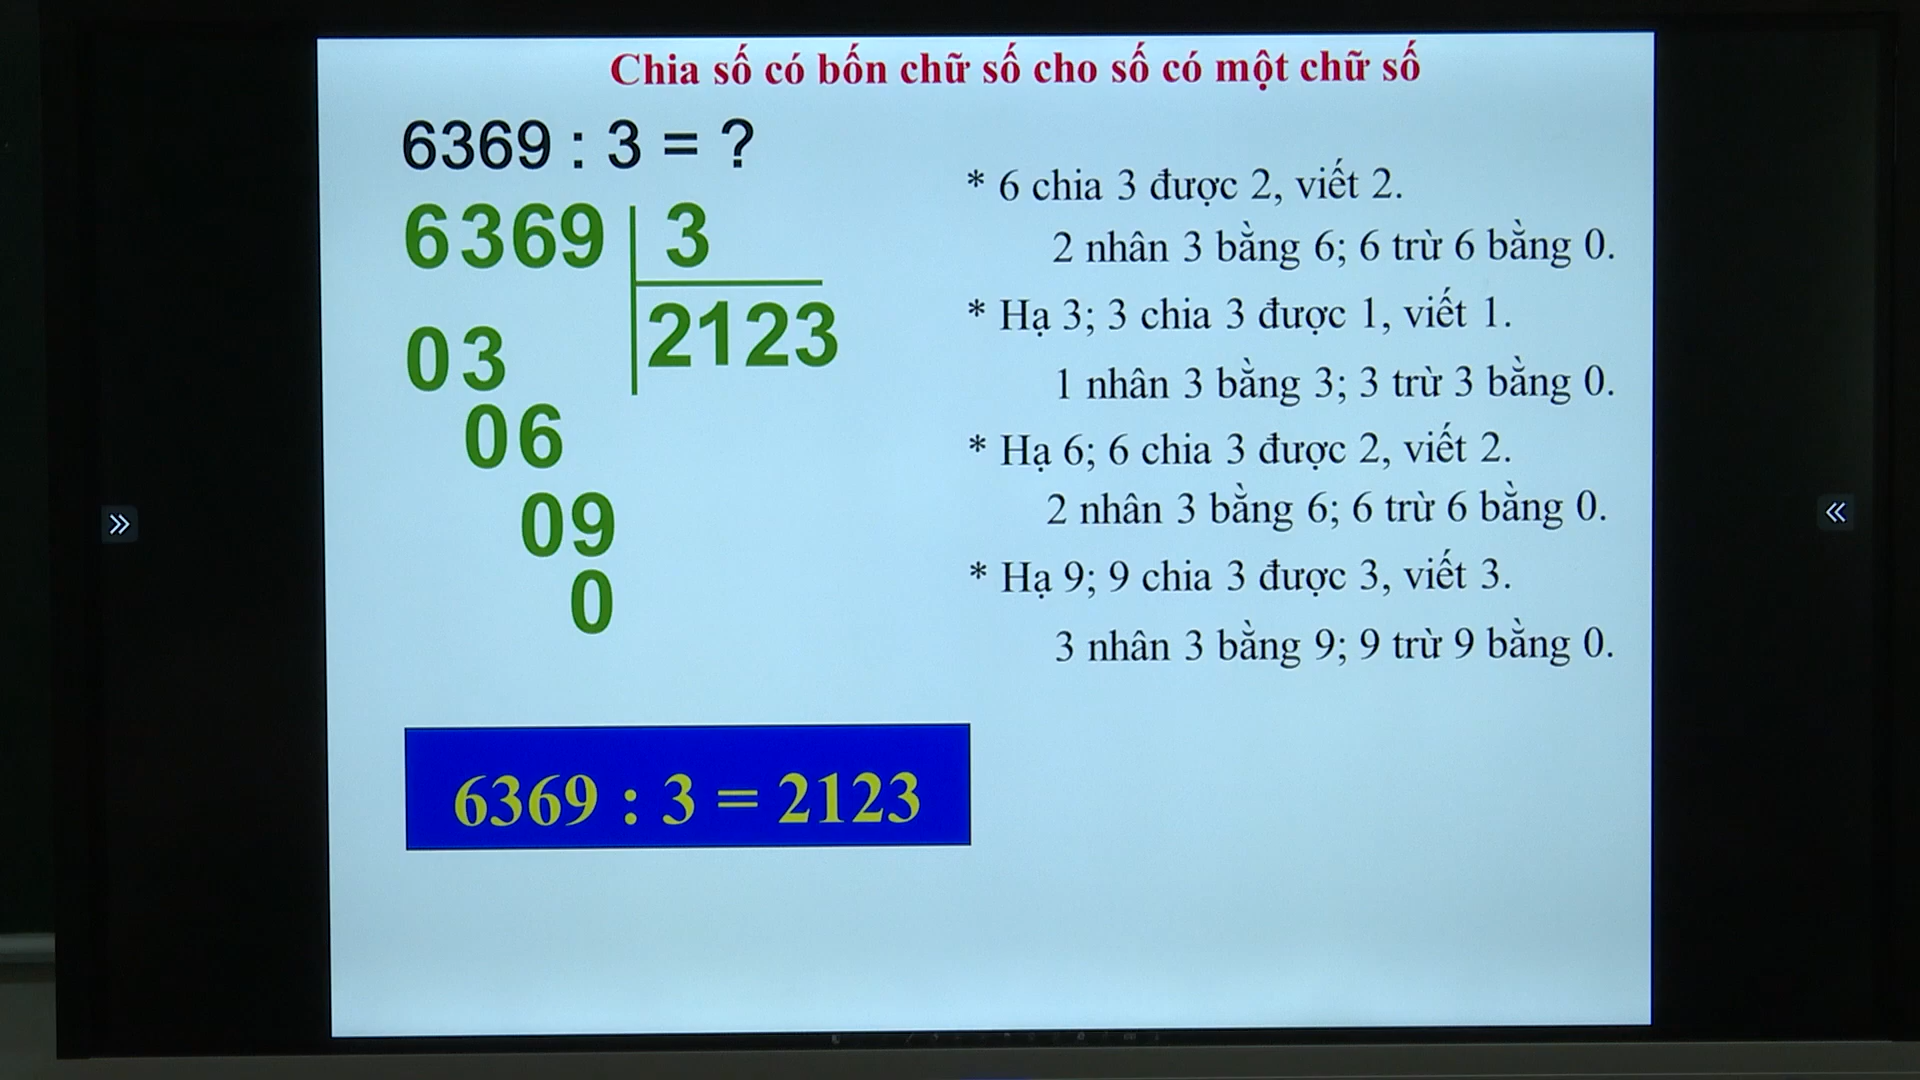 Chia số có bốn chữ số cho số có một chữ số
6369 : 3 = ?
6369 3
2123
03
06
09
0
* 6 chia 3 được 2, viết 2.
2 nhân 3 bằng 6; 6 trừ 6 bằng 0.
* Hạ 3; 3 chia 3 được 1, viết 1.
1 nhân 3 bằng 3; 3 trừ 3 bằng 0.
* Hạ 6; 6 chia 3 được 2, viết 2.
2 nhân 3 bằng 6; 6 trừ 6 bằng 0.
* Hạ 9; 9 chia 3 được 3, viết 3.
3 nhân 3 bằng 9; 9 trừ 9 bằng 0.
6369 : 3 = 2123